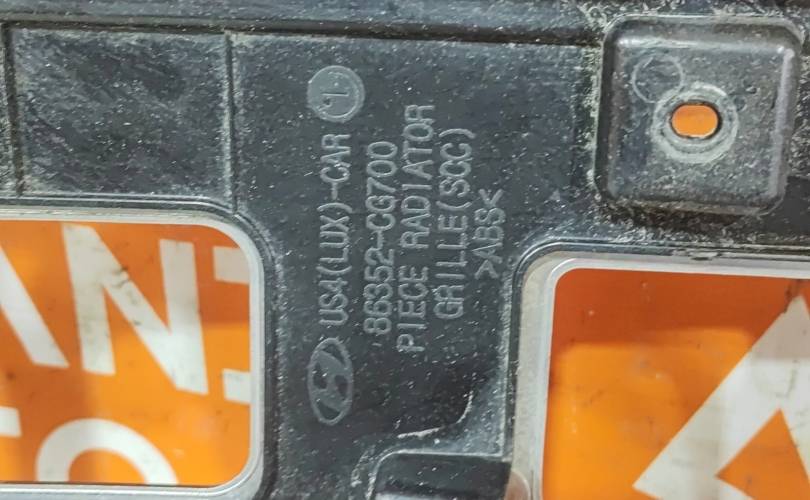 US4(LUX)-CAR
86352-CG700
PIECE RADIATOR
GRILLE(SCC)
>ABS<